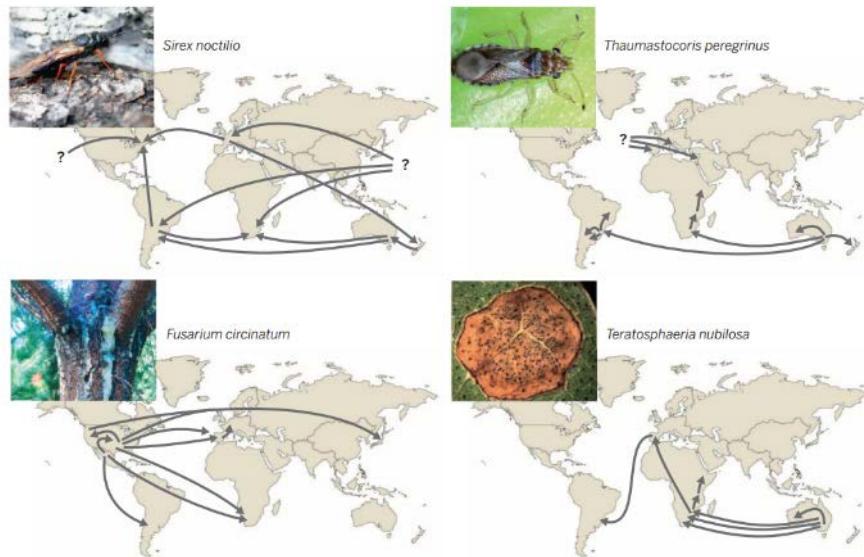 Sirex noctilio
Thaumastocoris peregrinus
?
?
?
Fusarium circinatum
Teratosphaeria nubilosa